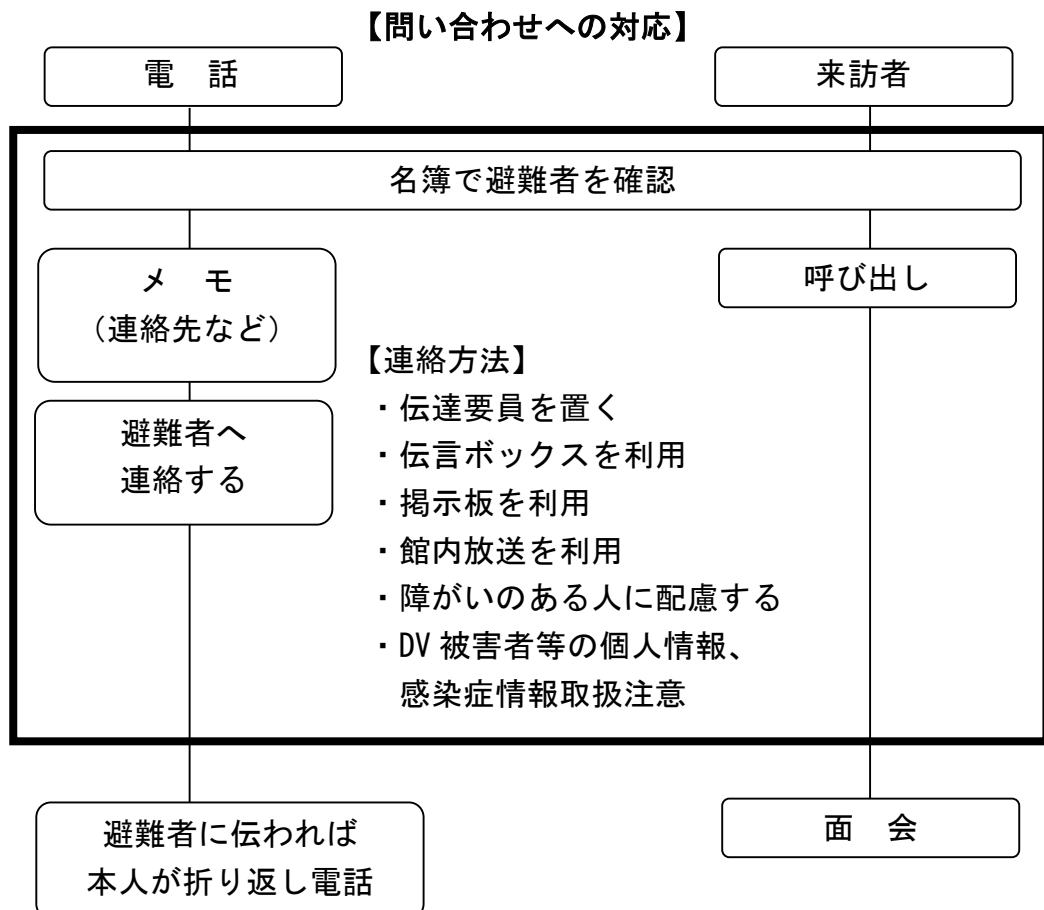 【問い合わせへの対応】
電　話
来訪者
名簿で避難者を確認
メ　モ
（連絡先など）
呼び出し
避難者へ
連絡する
【連絡方法】
・伝達要員を置く
・伝言ボックスを利用
・掲示板を利用
・館内放送を利用
・障がいのある人に配慮する
・DV 被害者等の個人情報、
感染症情報取扱注意
避難者に伝われば
本人が折り返し電話
面　会